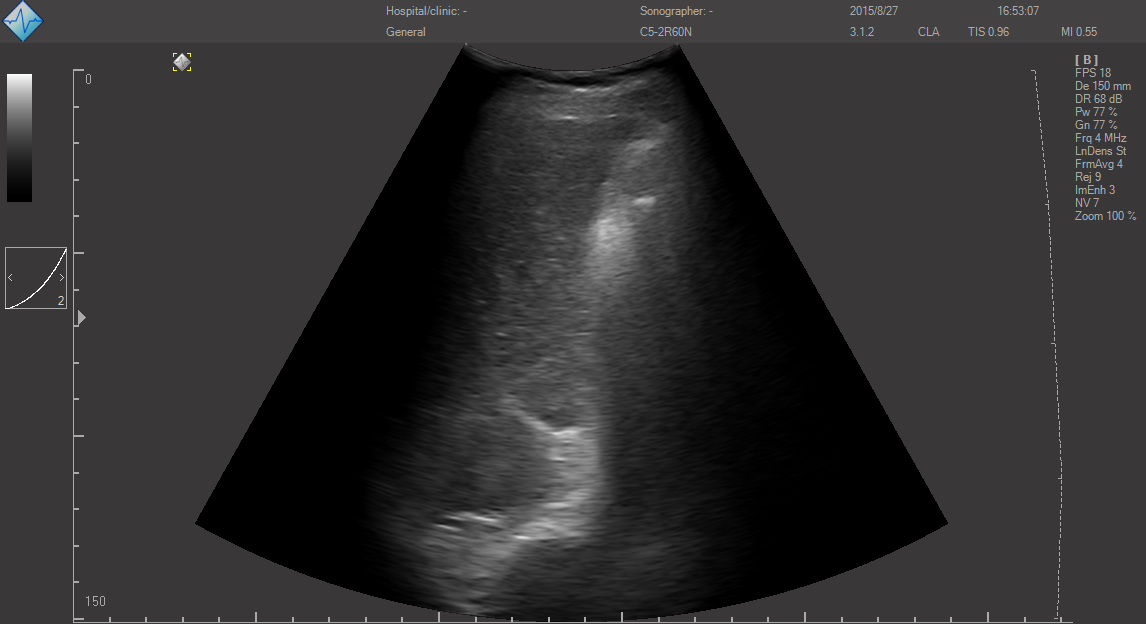 Hospital/clinic: - Sonographer: - 2015/8/27 16:53:07
General C5-2R60N 3.1.2 CLA TIS 0.96 MI 0.55
[ B ]
FPS 18
De 150 mm
DR 68 dB
Pw 77 %
Gn 77 %
Frq 4 MHz
LnDens St
FrmAvg 4
Rej 9
ImEnh 3
NV 7
Zoom 100 %
0
2
150